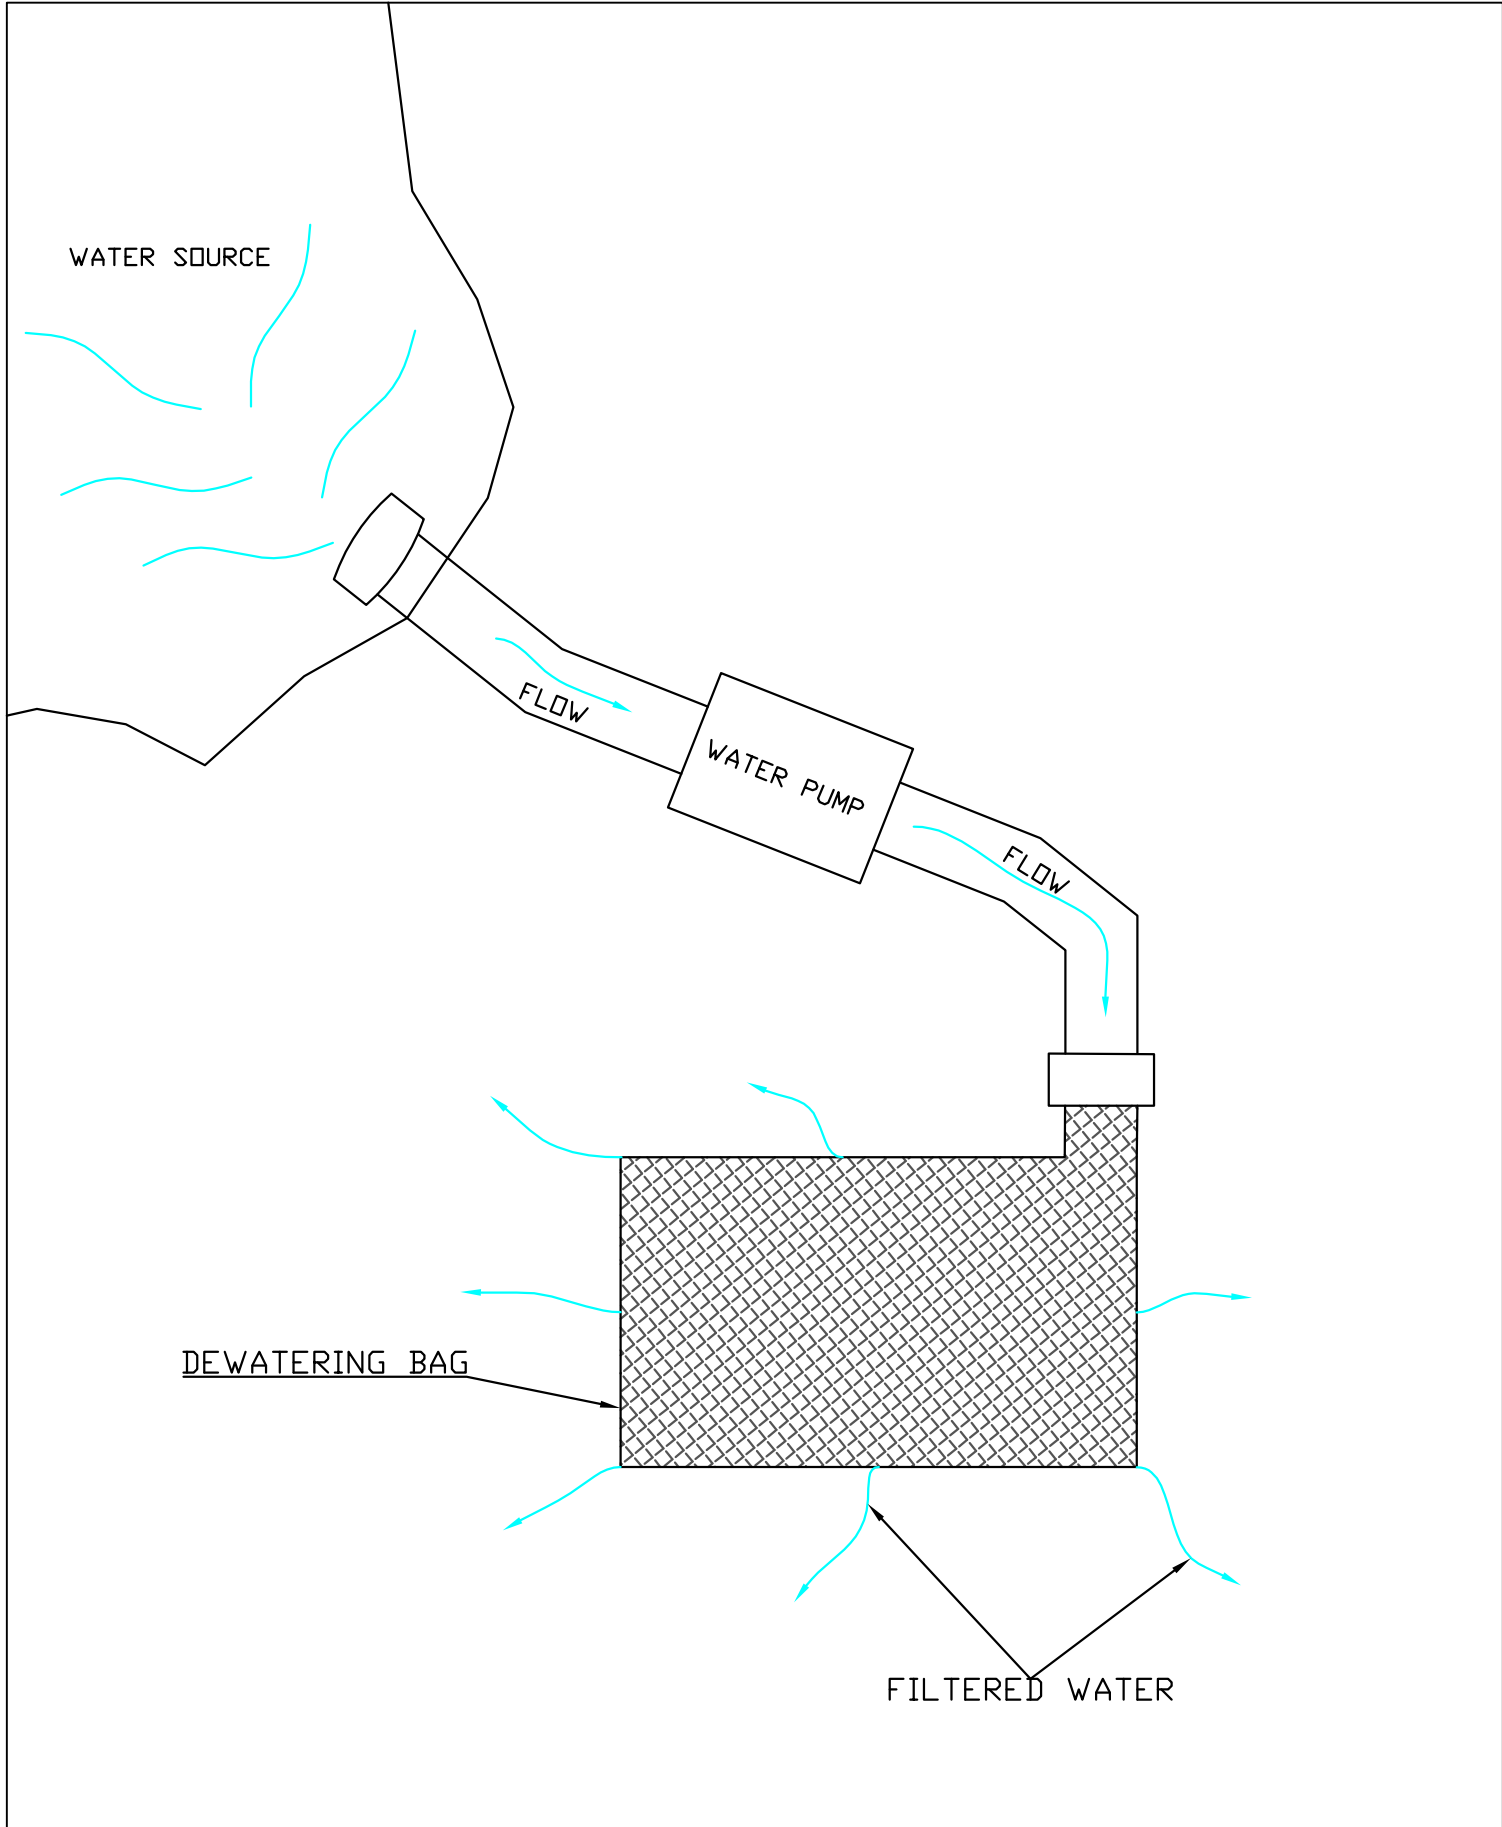 WATER SOURCE
FLOW
WATER PUMP
FLOW
DEWATERING BAG
FILTERED WATER